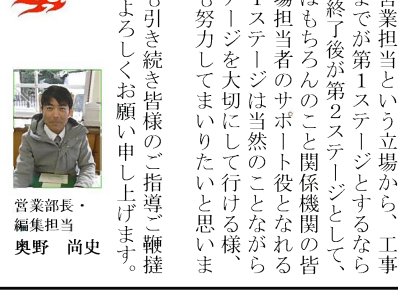 営業担当という立場から、工事
までが第１ステージとするなら
終了後が第２ステージとして、
はもちろんのこと関係機関の皆
場担当者のサポート役となれる
１ステージは当然のことながら
テージを大切にして行ける様、
も努力してまいりたいと思いま
も引き続き皆様のご指導ご鞭撻
よろしくお願い申し上げます。
営業部長・
編集担当
奥野　尚史